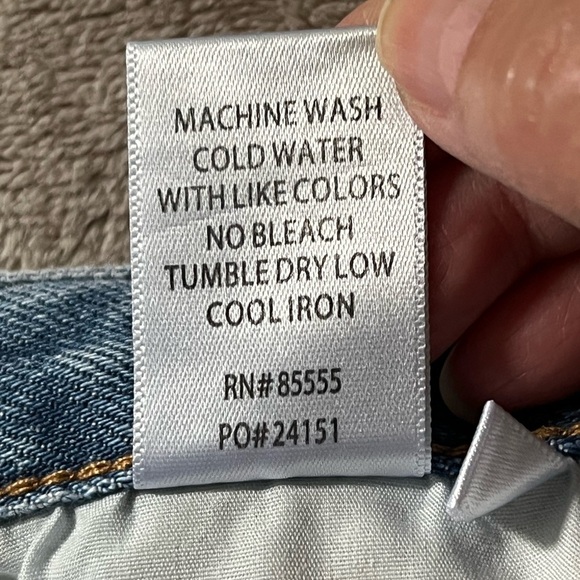 MACHINE WASH
COLD WATER
WITH LIKE COLORS
NO BLEACH
TUMBLE DRY LOW
COOL IRON
RN# 85555
PO# 24151